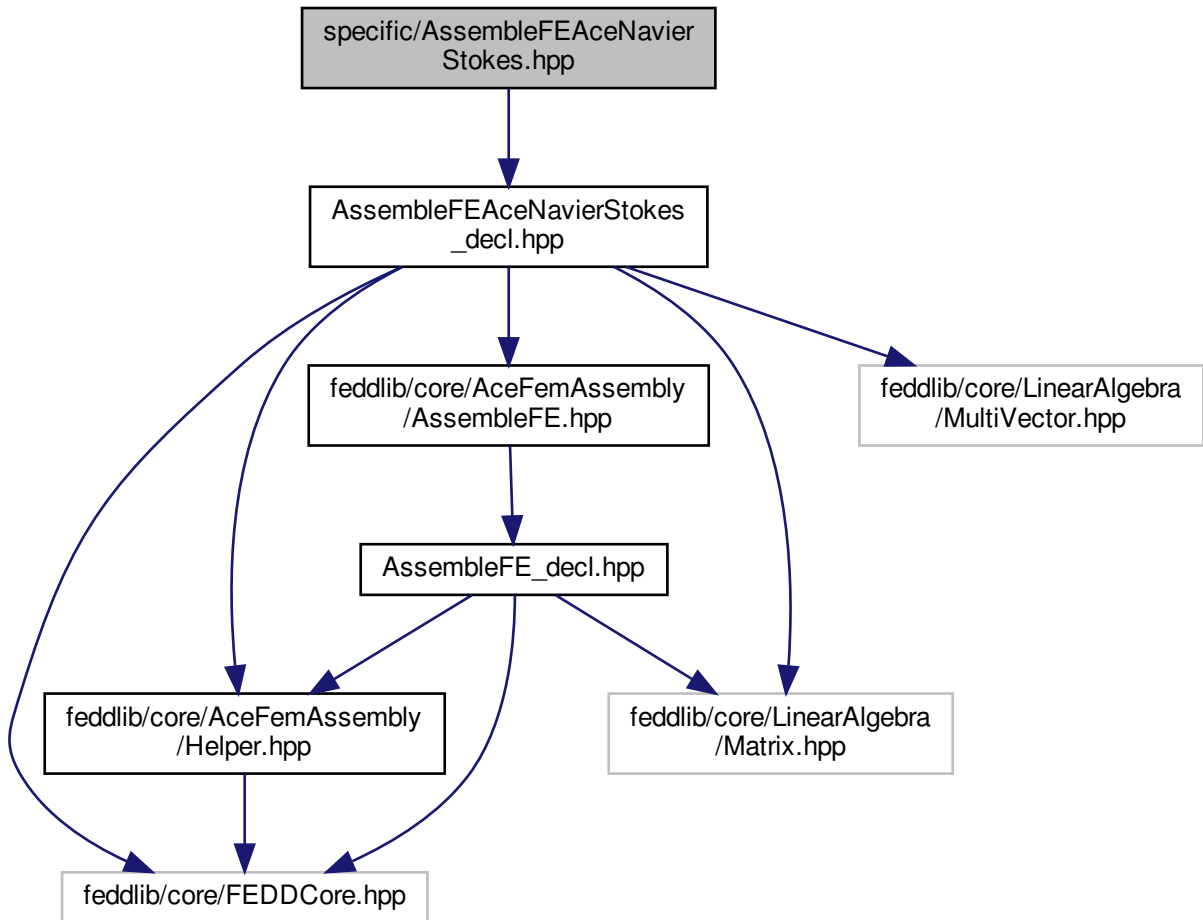 specific/AssembleFEAceNavier
Stokes.hpp
AssembleFEAceNavierStokes
_decl.hpp
feddlib/core/AceFemAssembly
/AssembleFE.hpp
feddlib/core/LinearAlgebra
/MultiVector.hpp
AssembleFE_decl.hpp
feddlib/core/AceFemAssembly
/Helper.hpp
feddlib/core/LinearAlgebra
/Matrix.hpp
feddlib/core/FEDDCore.hpp